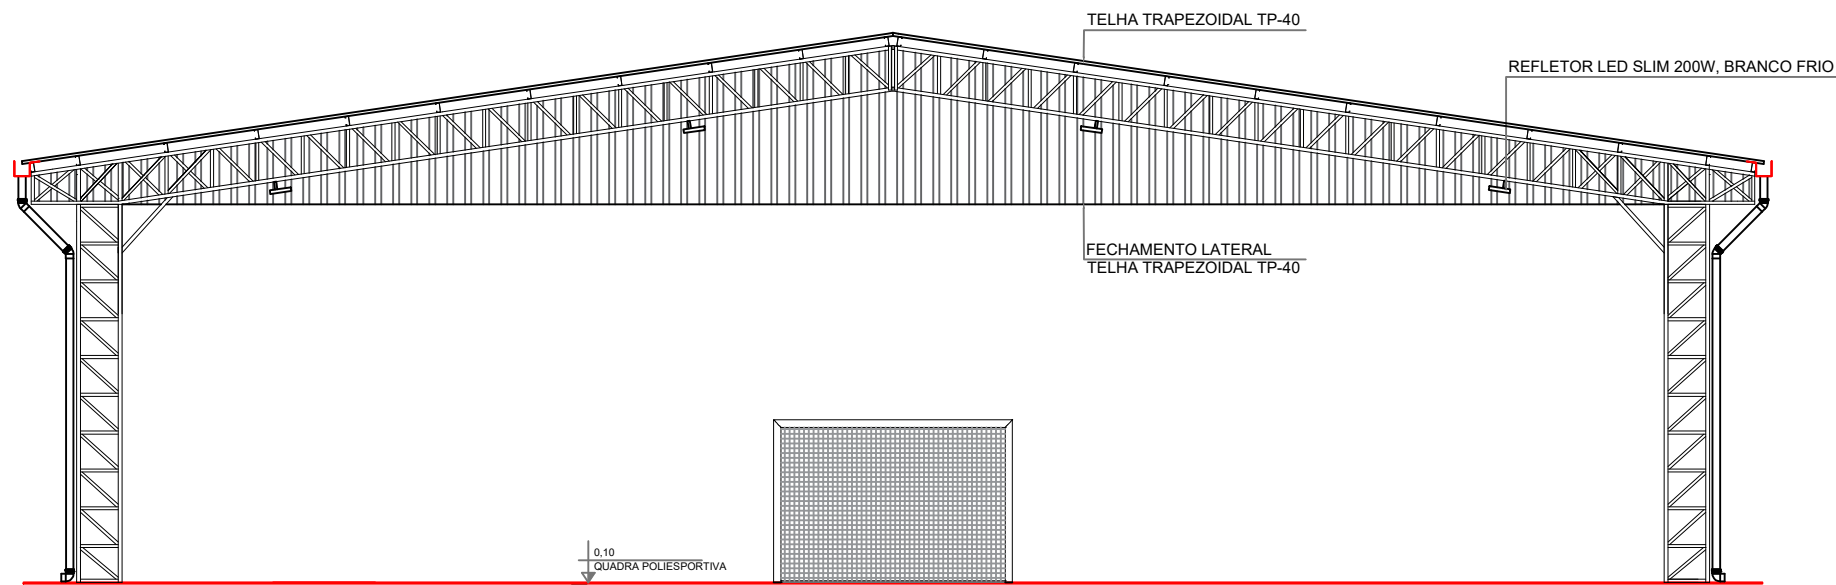 TELHA TRAPEZOIDAL TP-40
REFLETOR LED SLIM 200W, BRANCO FRIO
FECHAMENTO LATERAL
TELHA TRAPEZOIDAL TP-40
0,10
QUADRA POLIESPORTIVA